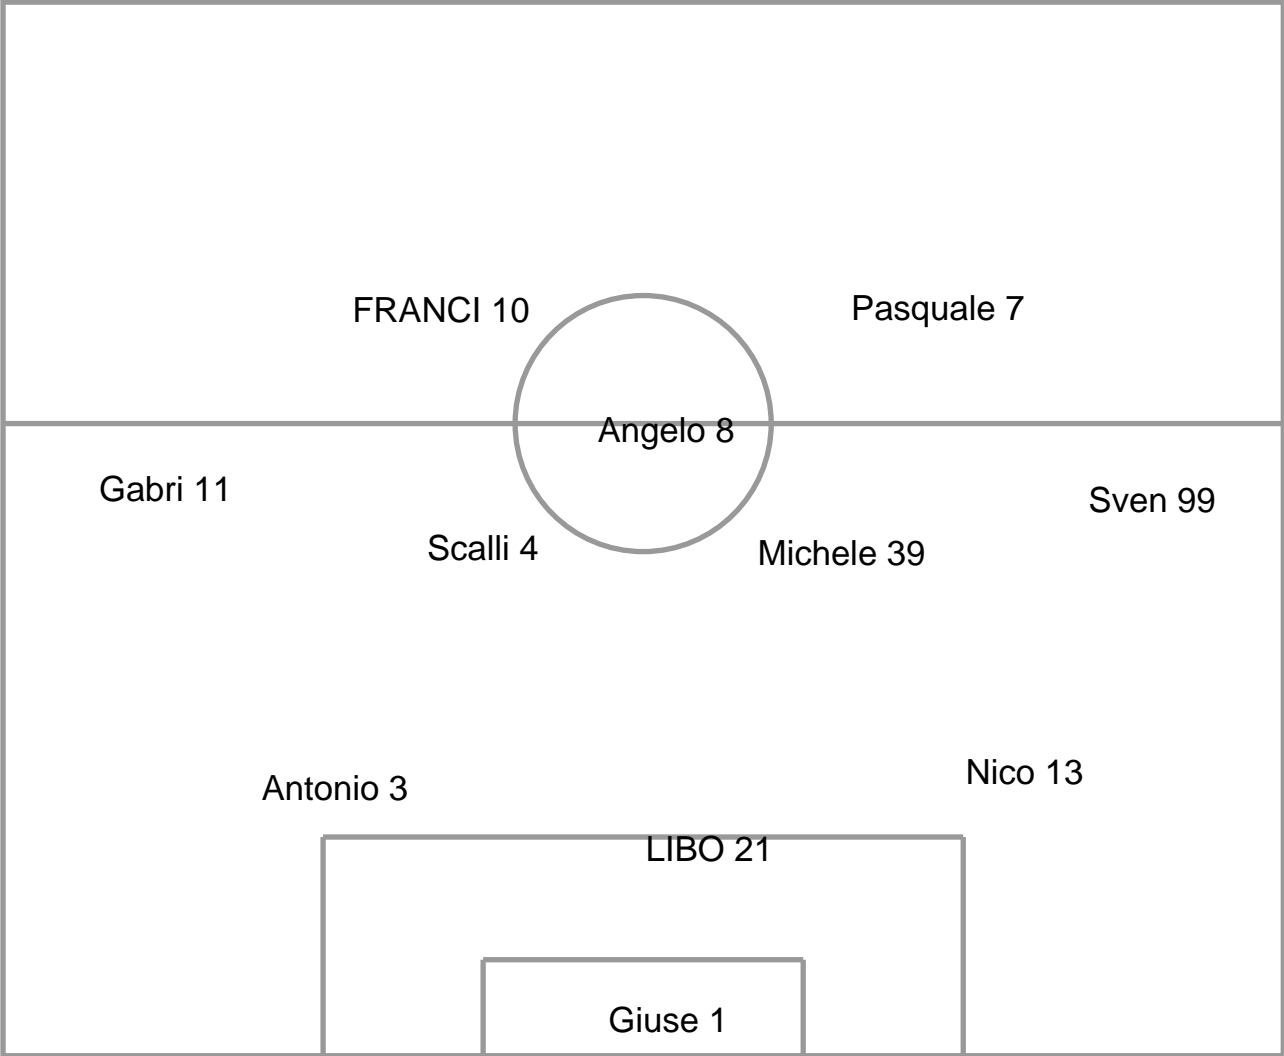 FRANCI 10
Pasquale 7
Angelo 8
Gabri 11
Sven 99
Scalli 4
Michele 39
Antonio 3
Nico 13
LIBO 21
Giuse 1